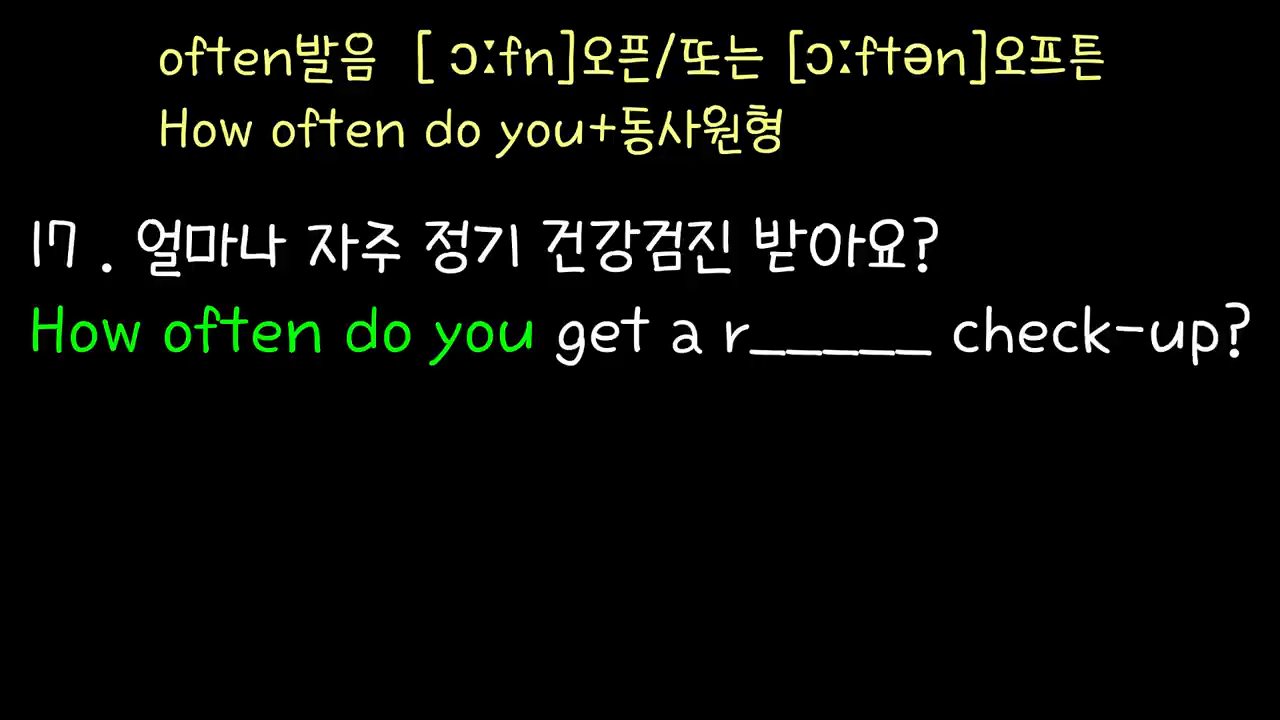 often발음 [ ɔːfn]오픈/또는 [ɔːftən]오프튼
How often do you+동사원형
17 . 얼마나 자주 정기 건강검진 받아요?
How often do you get a r_____ check-up?